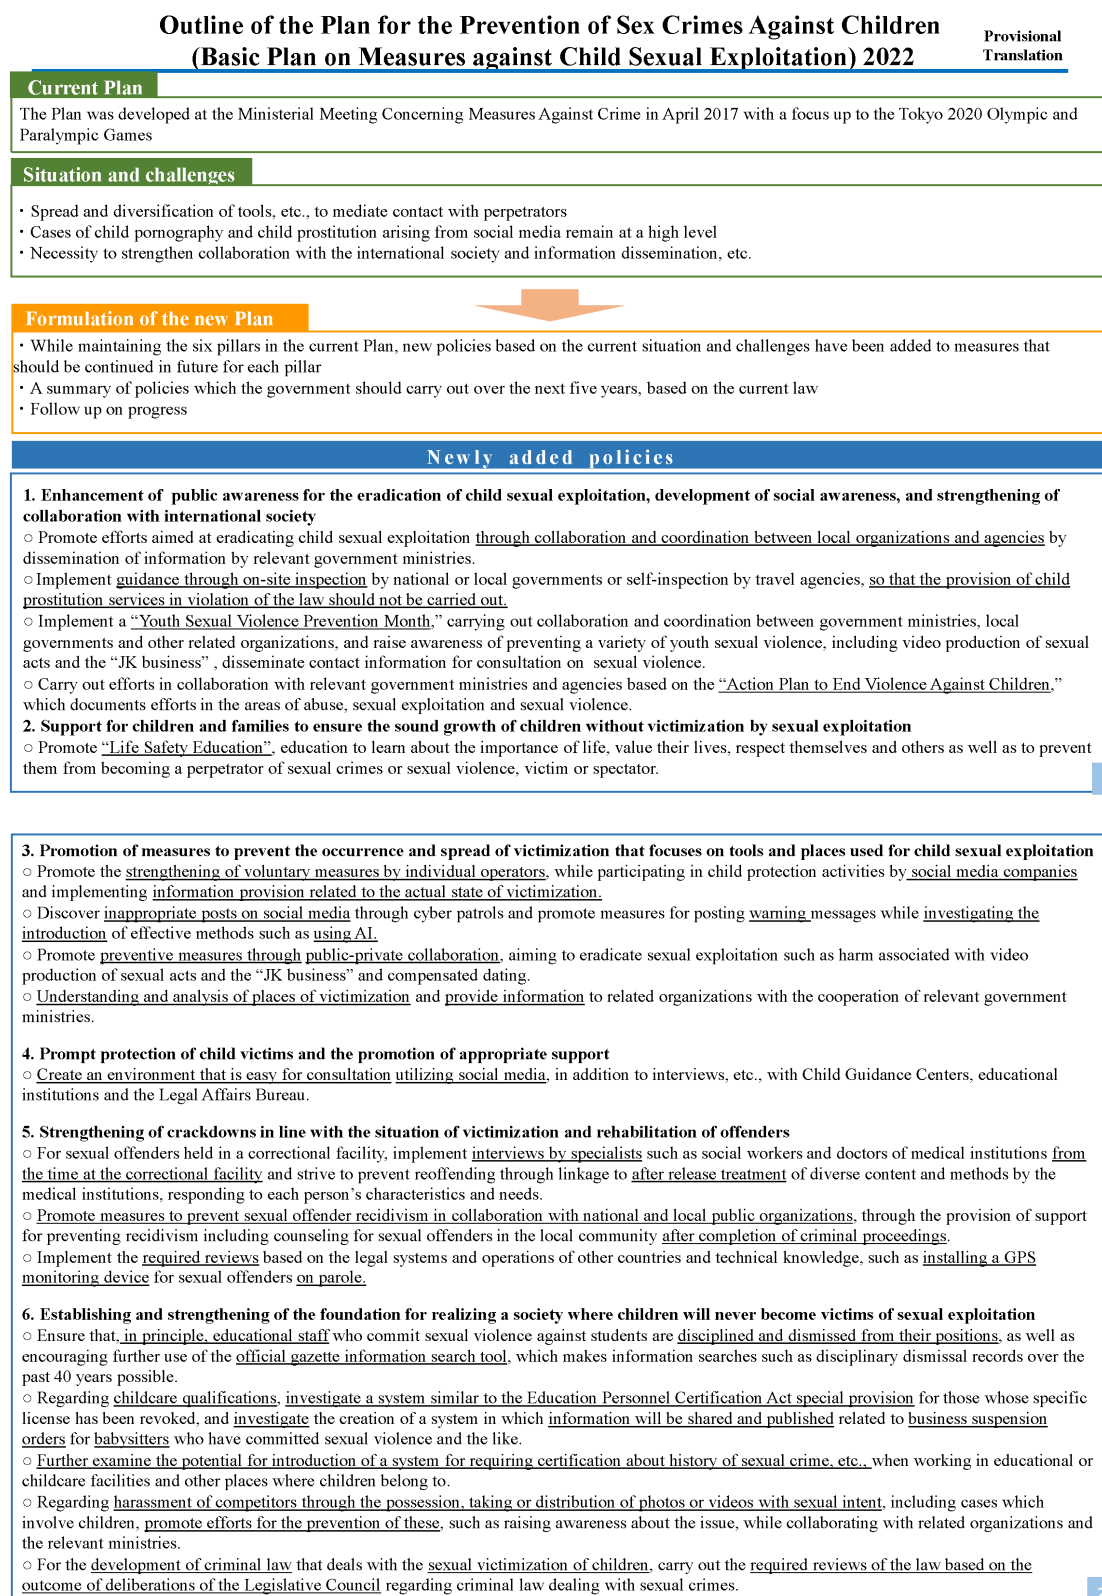 Outline of the Plan for the Prevention of Sex Crimes Against Children
(Basic Plan on Measures against Child Sexual Exploitation) 2022
Provisional
Translation
Current Plan
The Plan was developed at the Ministerial Meeting Concerning Measures Against Crime in April 2017 with a focus up to the Tokyo 2020 Olympic and
Paralympic Games
Situation and challenges
・Spread and diversification of tools, etc., to mediate contact with perpetrators
・Cases of child pornography and child prostitution arising from social media remain at a high level
・Necessity to strengthen collaboration with the international society and information dissemination, etc.
Formulation of the new Plan
・While maintaining the six pillars in the current Plan, new policies based on the current situation and challenges have been added to measures that
should be continued in future for each pillar
・A summary of policies which the government should carry out over the next five years, based on the current law
・Follow up on progress
Newly added policies
1. Enhancement of public awareness for the eradication of child sexual exploitation, development of social awareness, and strengthening of
collaboration with international society
○ Promote efforts aimed at eradicating child sexual exploitation through collaboration and coordination between local organizations and agencies by
dissemination of information by relevant government ministries.
○ Implement guidance through on-site inspection by national or local governments or self-inspection by travel agencies, so that the provision of child
prostitution services in violation of the law should not be carried out.
○ Implement a “Youth Sexual Violence Prevention Month,” carrying out collaboration and coordination between government ministries, local
governments and other related organizations, and raise awareness of preventing a variety of youth sexual violence, including video production of sexual
acts and the “JK business” , disseminate contact information for consultation on sexual violence.
○ Carry out efforts in collaboration with relevant government ministries and agencies based on the “Action Plan to End Violence Against Children,”
which documents efforts in the areas of abuse, sexual exploitation and sexual violence.
2. Support for children and families to ensure the sound growth of children without victimization by sexual exploitation
○ Promote “Life Safety Education”, education to learn about the importance of life, value their lives, respect themselves and others as well as to prevent
them from becoming a perpetrator of sexual crimes or sexual violence, victim or spectator.
3. Promotion of measures to prevent the occurrence and spread of victimization that focuses on tools and places used for child sexual exploitation
○ Promote the strengthening of voluntary measures by individual operators, while participating in child protection activities by social media companies
and implementing information provision related to the actual state of victimization.
○ Discover inappropriate posts on social media through cyber patrols and promote measures for posting warning messages while investigating the
introduction of effective methods such as using AI.
○ Promote preventive measures through public-private collaboration, aiming to eradicate sexual exploitation such as harm associated with video
production of sexual acts and the “JK business” and compensated dating.
○ Understanding and analysis of places of victimization and provide information to related organizations with the cooperation of relevant government
ministries.
4. Prompt protection of child victims and the promotion of appropriate support
○ Create an environment that is easy for consultation utilizing social media, in addition to interviews, etc., with Child Guidance Centers, educational
institutions and the Legal Affairs Bureau.
5. Strengthening of crackdowns in line with the situation of victimization and rehabilitation of offenders
○ For sexual offenders held in a correctional facility, implement interviews by specialists such as social workers and doctors of medical institutions from
the time at the correctional facility and strive to prevent reoffending through linkage to after release treatment of diverse content and methods by the
medical institutions, responding to each person’s characteristics and needs.
○ Promote measures to prevent sexual offender recidivism in collaboration with national and local public organizations, through the provision of support
for preventing recidivism including counseling for sexual offenders in the local community after completion of criminal proceedings.
○ Implement the required reviews based on the legal systems and operations of other countries and technical knowledge, such as installing a GPS
monitoring device for sexual offenders on parole.
6. Establishing and strengthening of the foundation for realizing a society where children will never become victims of sexual exploitation
○ Ensure that, in principle, educational staff who commit sexual violence against students are disciplined and dismissed from their positions, as well as
encouraging further use of the official gazette information search tool, which makes information searches such as disciplinary dismissal records over the
past 40 years possible.
○ Regarding childcare qualifications, investigate a system similar to the Education Personnel Certification Act special provision for those whose specific
license has been revoked, and investigate the creation of a system in which information will be shared and published related to business suspension
orders for babysitters who have committed sexual violence and the like.
○ Further examine the potential for introduction of a system for requiring certification about history of sexual crime, etc., when working in educational or
childcare facilities and other places where children belong to.
○ Regarding harassment of competitors through the possession, taking or distribution of photos or videos with sexual intent, including cases which
involve children, promote efforts for the prevention of these, such as raising awareness about the issue, while collaborating with related organizations and
the relevant ministries.
○ For the development of criminal law that deals with the sexual victimization of children, carry out the required reviews of the law based on the
outcome of deliberations of the Legislative Council regarding criminal law dealing with sexual crimes.